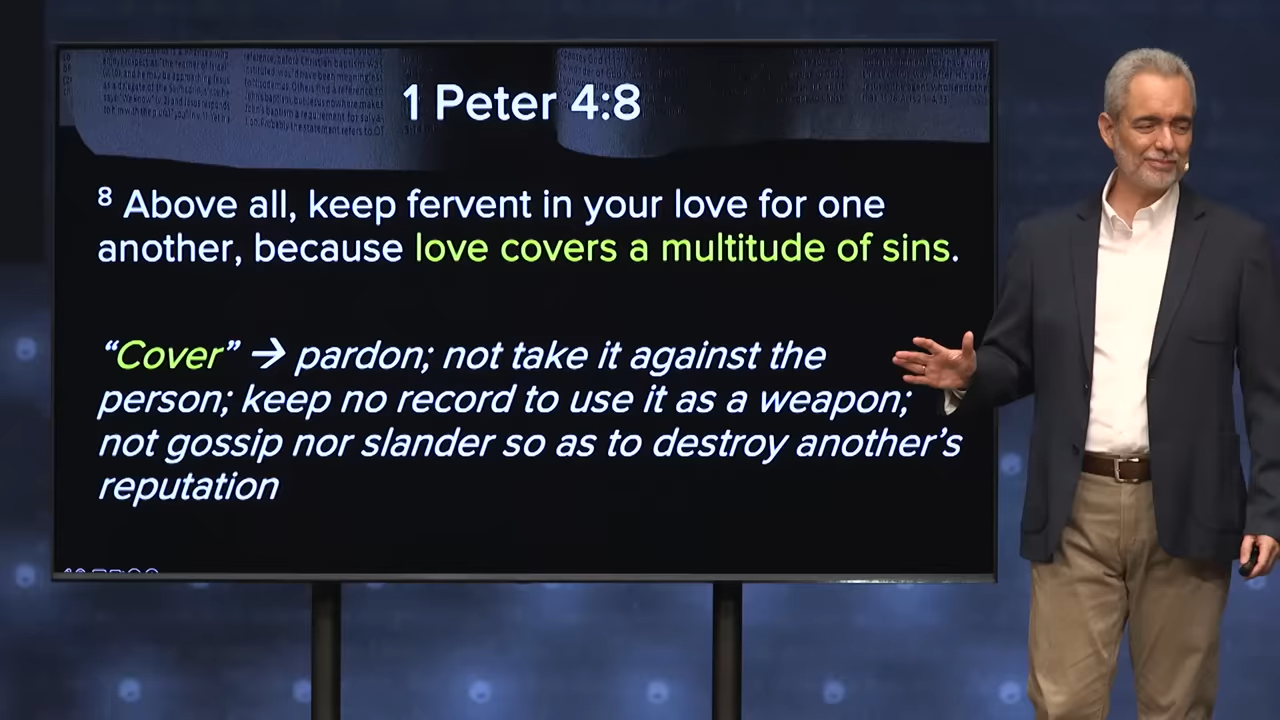 1 Peter 4:8
8 Above all, keep fervent in your love for one
another, because love covers a multitude of sins.
“Cover” → pardon; not take it against the
person; keep no record to use it as a weapon;
not gossip nor slander so as to destroy another’s
reputation